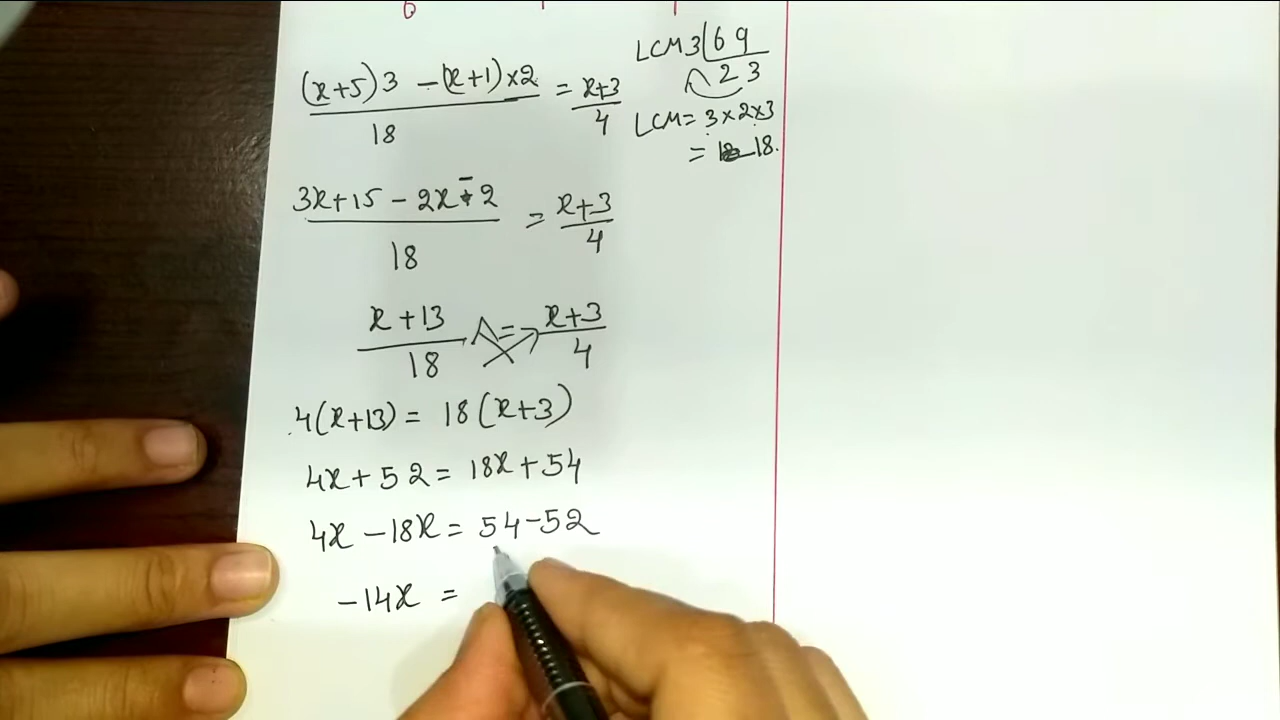 6
(x+5)3 -(x+1)×2 = x+3
18 4
3x+15 - 2x-2 = x+3
18 4
x+13 = x+3
18 4
4(x+13) = 18(x+3)
4x+52 = 18x+54
4x -18x = 54-52
-14x =
LCM 3 6 9
2 3
LCM = 3×2×3
= 18.